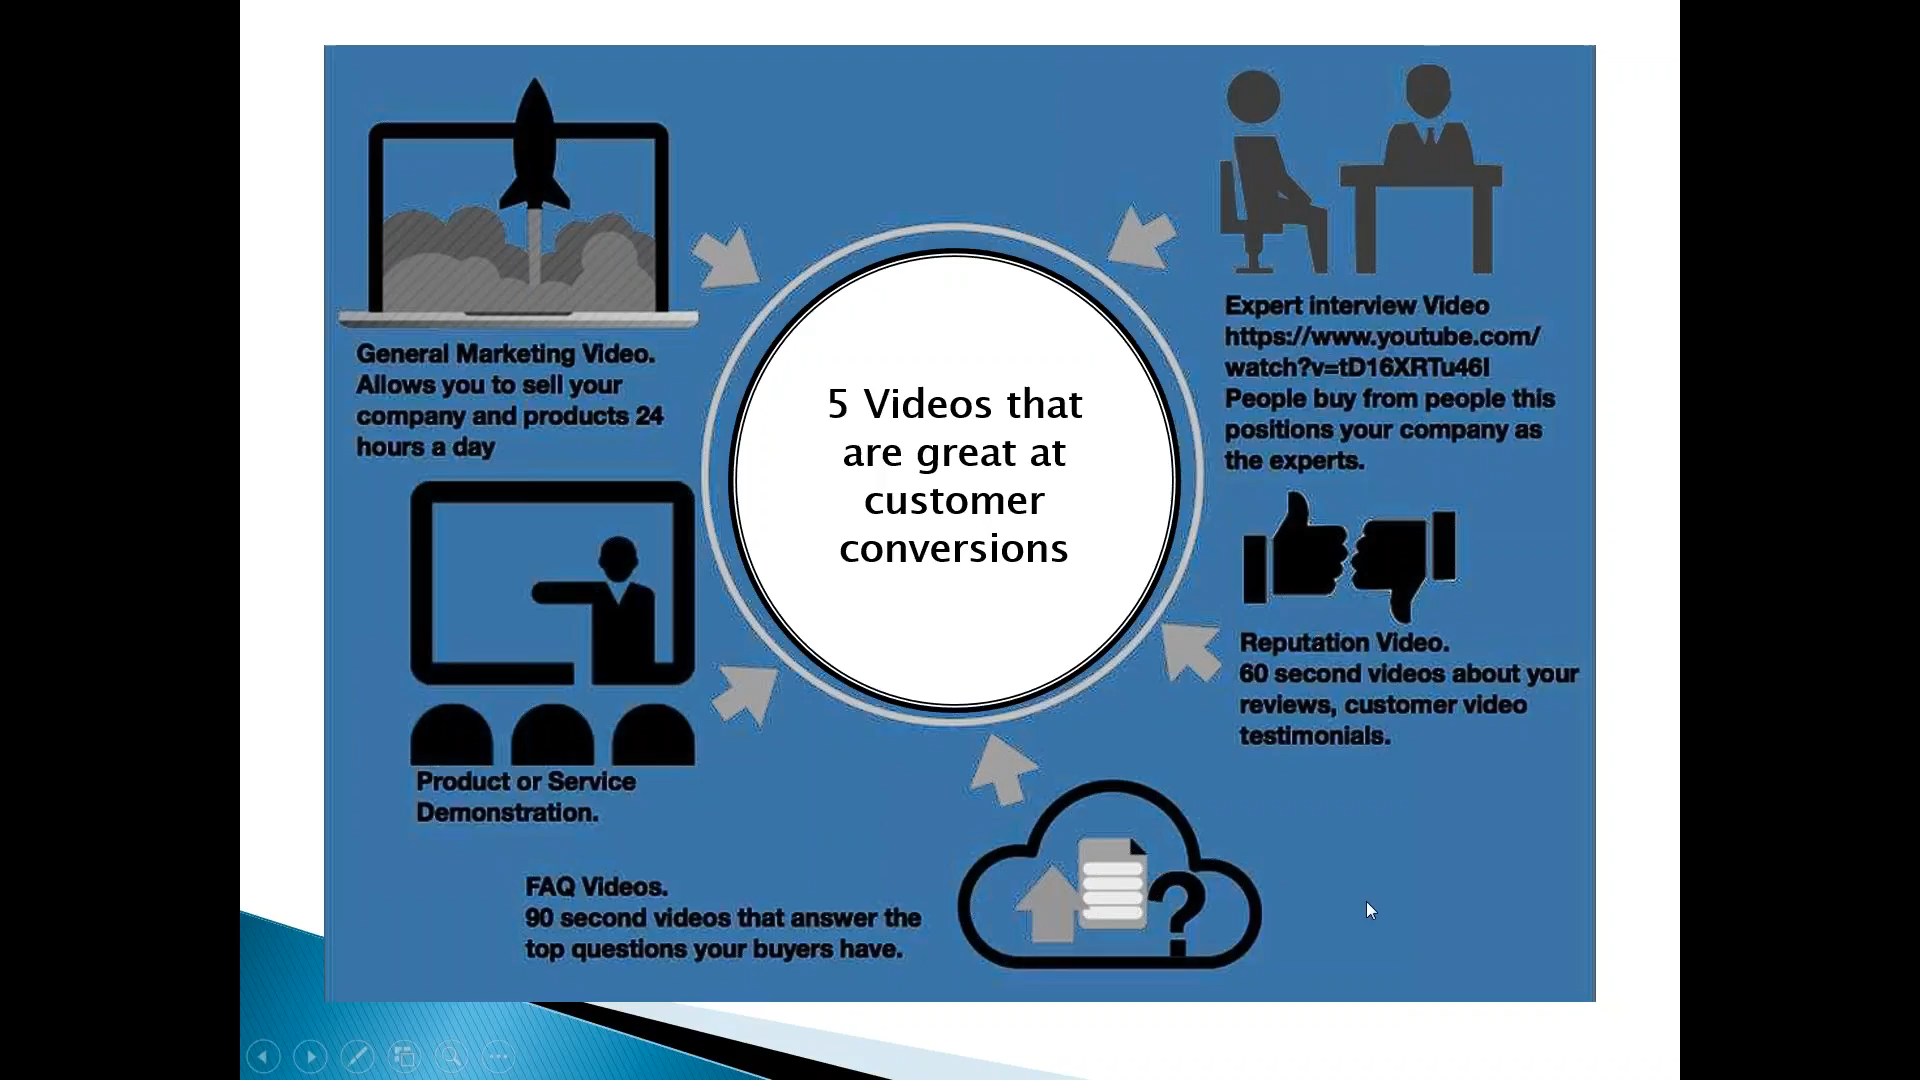 5 Videos that
are great at
customer
conversions
General Marketing Video.
Allows you to sell your
company and products 24
hours a day
Expert interview Video
https://www.youtube.com/
watch?v=tD16XRTu46I
People buy from people this
positions your company as
the experts.
Product or Service
Demonstration.
Reputation Video.
60 second videos about your
reviews, customer video
testimonials.
FAQ Videos.
90 second videos that answer the
top questions your buyers have.
?